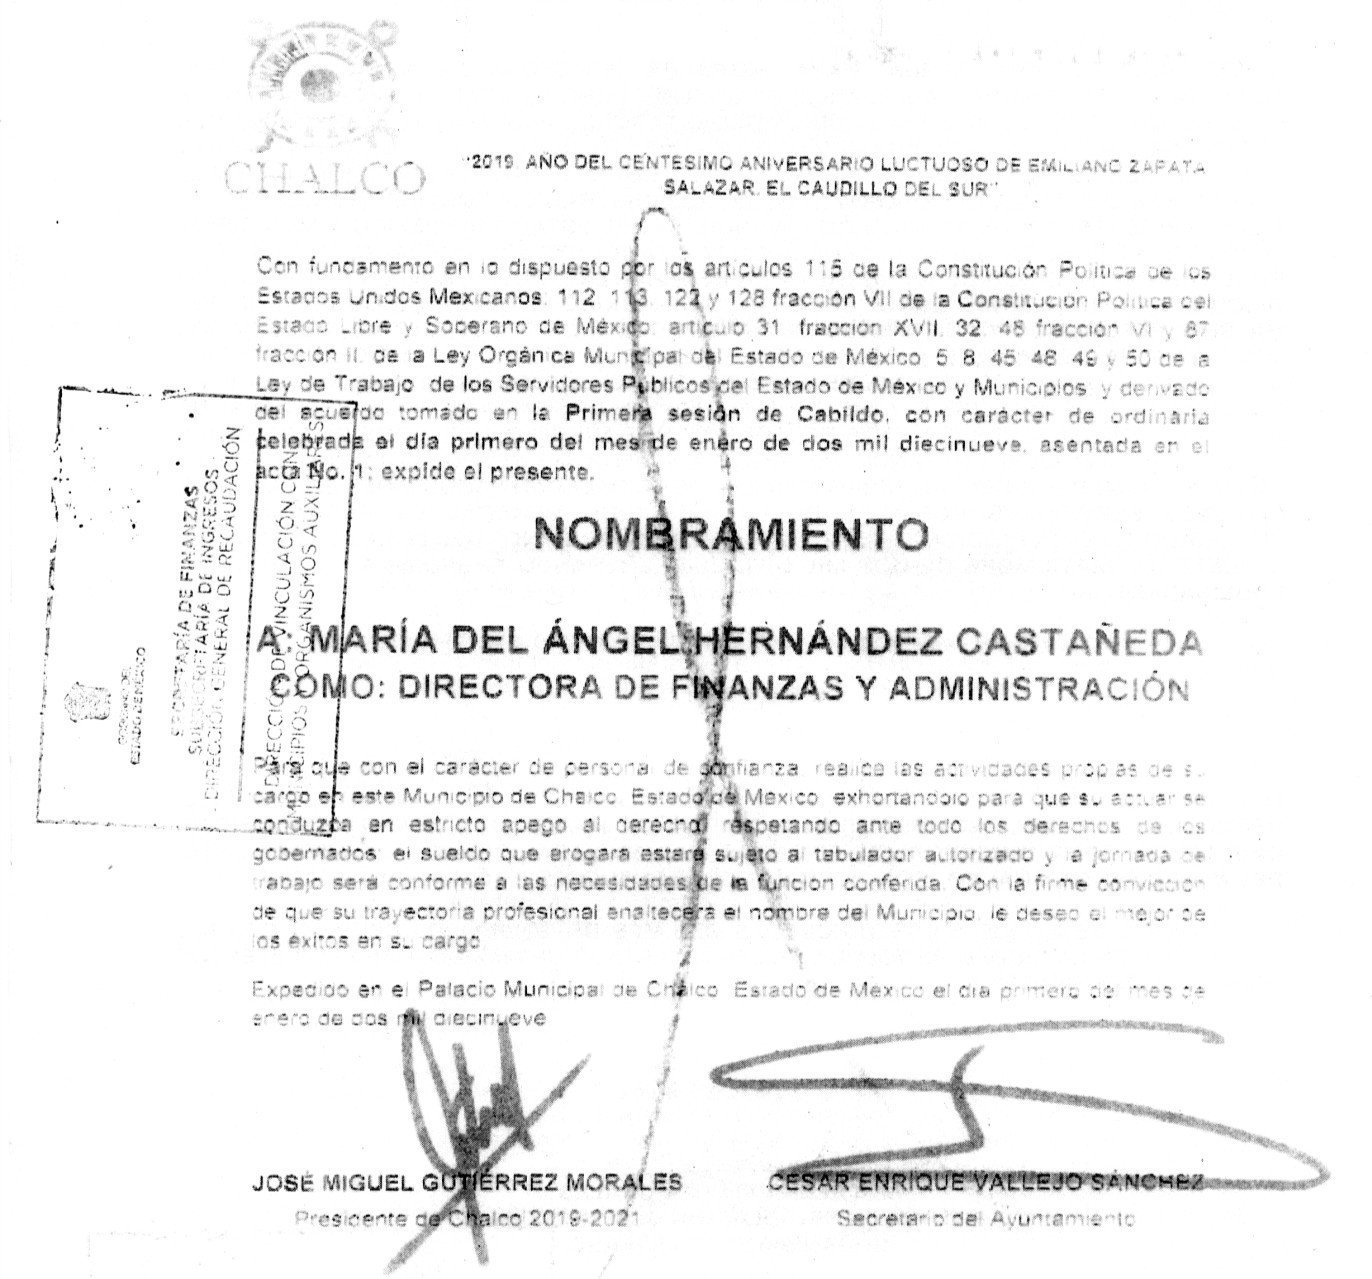 CHALCO
"2019. AÑO DEL CENTESIMO ANIVERSARIO LUCTUOSO DE EMILIANO ZAPATA
SALAZAR. EL CAUDILLO DEL SUR"
Con fundamento en lo dispuesto por los artículos 115 de la Constitución Política de los
Estados Unidos Mexicanos; 112, 113, 122 y 128 fracción VII de la Constitución Política del
Estado Libre y Soberano de México; artículo 31 fracción XVII, 32, 48 fracción VI y 87
fracción II, de la Ley Orgánica Municipal del Estado de México 5, 8, 45, 48, 49 y 50 de la
Ley de Trabajo de los Servidores Públicos del Estado de México y Municipios y derivado
del acuerdo tomado en la Primera sesión de Cabildo, con carácter de ordinaria
celebrada el día primero del mes de enero de dos mil diecinueve, asentada en el
acta No. 1; expide el presente.
NOMBRAMIENTO
A: MARÍA DEL ÁNGEL HERNÁNDEZ CASTAÑEDA
COMO: DIRECTORA DE FINANZAS Y ADMINISTRACIÓN
Para que con el carácter de personal de confianza, realice las actividades propias de su
cargo en este Municipio de Chalco, Estado de México, exhortándolo para que su actuar se
conduzca en estricto apego al derecho, respetando ante todo los derechos de los
gobernados; el sueldo que erogara estará sujeto al tabulador autorizado y la jornada de
trabajo será conforme a las necesidades de la función conferida. Con la firme convicción
de que su trayectoria profesional enaltecerá el nombre del Municipio, le deseo el mejor de
los éxitos en su cargo.
Expedido en el Palacio Municipal de Chalco, Estado de México el día primero del mes de
enero de dos mil diecinueve
JOSÉ MIGUEL GUTIÉRREZ MORALES
Presidente de Chalco 2019-2021
CESAR ENRIQUE VALLEJO SÁNCHEZ
Secretario del Ayuntamiento
GOBIERNO DEL
ESTADO DE MÉXICO
SECRETARÍA DE FINANZAS
SUBSECRETARÍA DE INGRESOS
DIRECCIÓN GENERAL DE RECAUDACIÓN
DIRECCIÓN DE VINCULACIÓN CON
MUNICIPIOS Y ORGANISMOS AUXILIARES